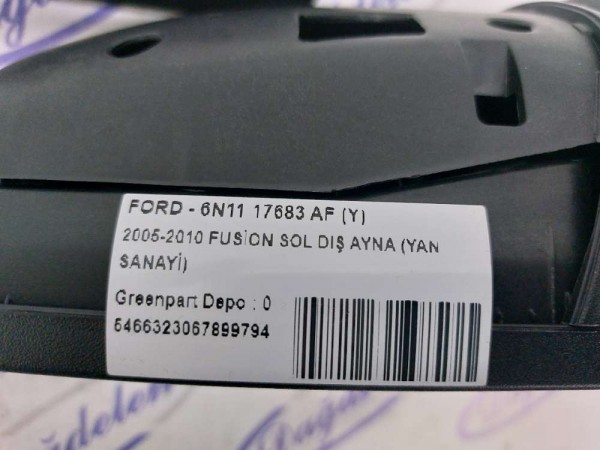 FORD - 6N11 17683 AF (Y)
2005-2010 FUSİON SOL DIŞ AYNA (YAN
SANAYİ)
Greenpart Depo : 0
5466323067899794